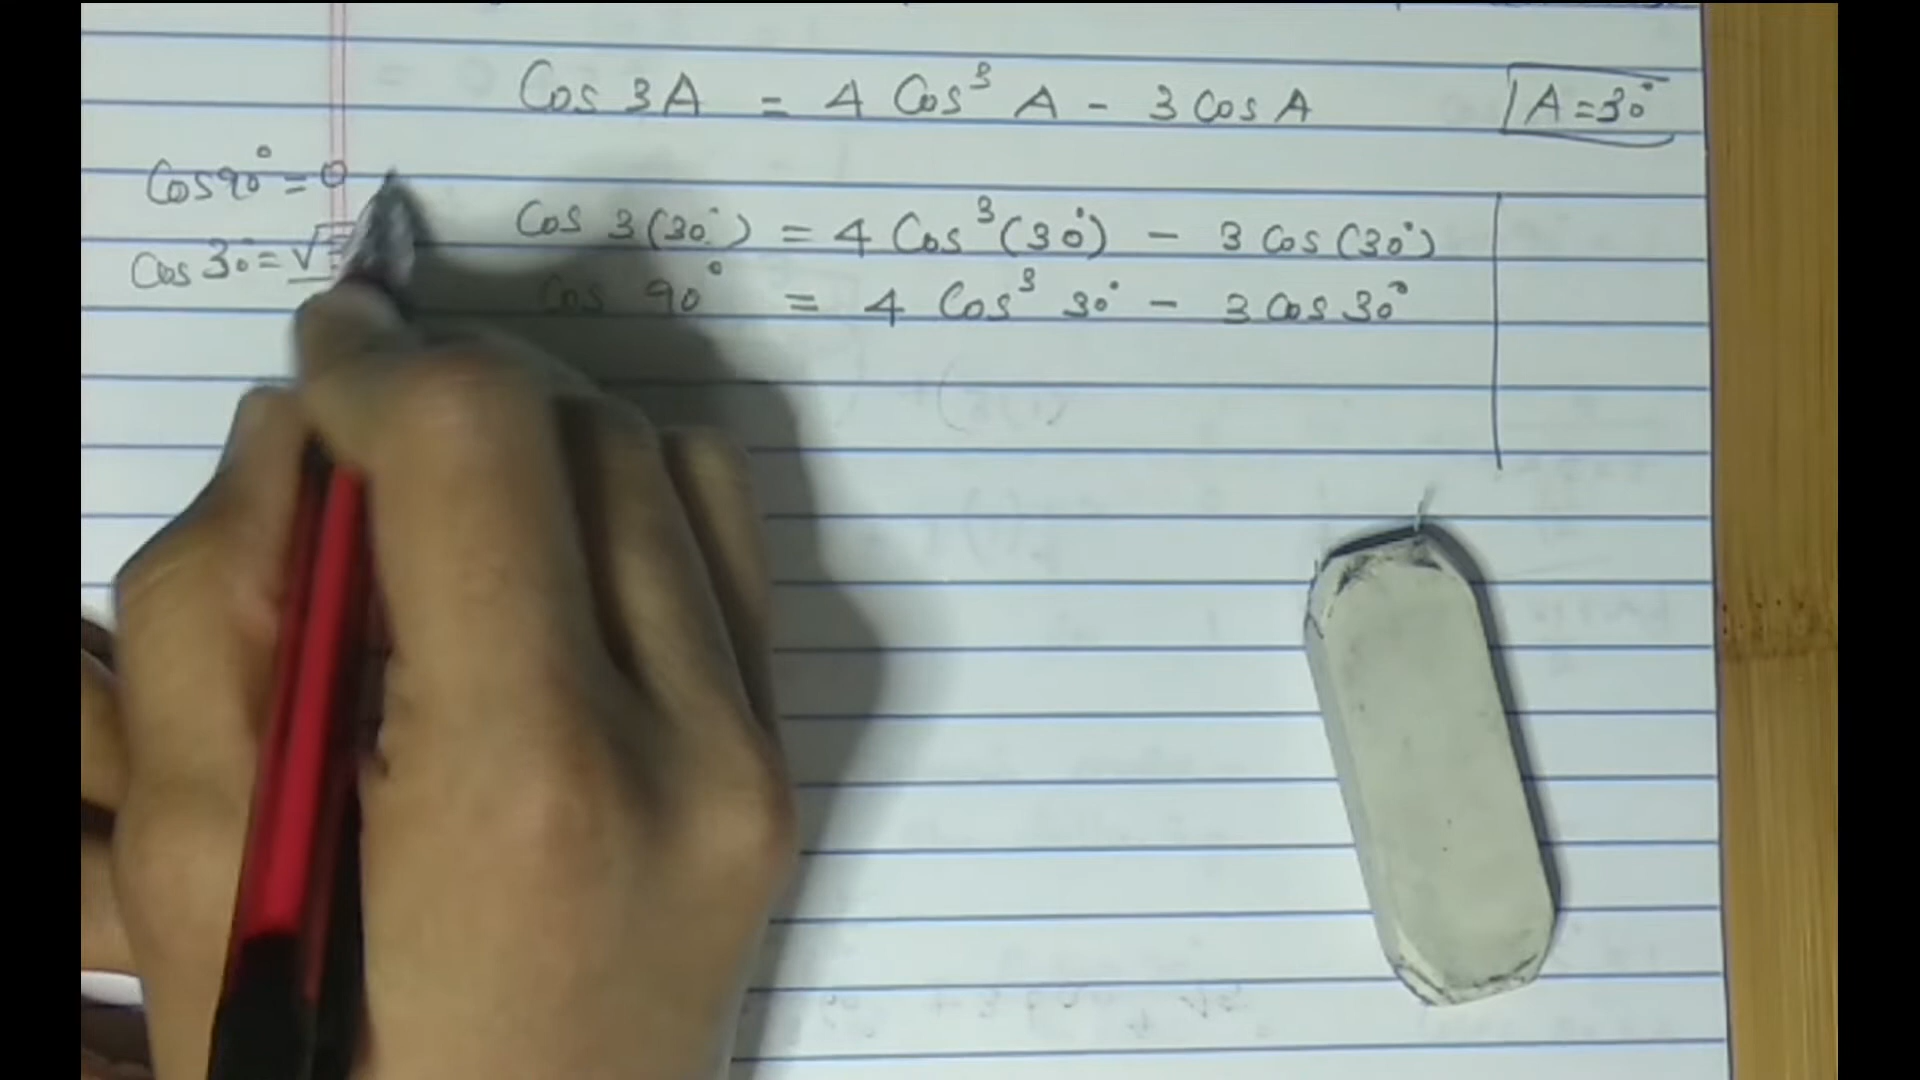 Cos 3A = 4 Cos³ A - 3 Cos A
A = 30°
Cos 90° = 0
Cos 30° = √
Cos 3(30°) = 4 Cos³(30°) - 3 Cos(30°)
Cos 90° = 4 Cos³ 30° - 3 Cos 30°